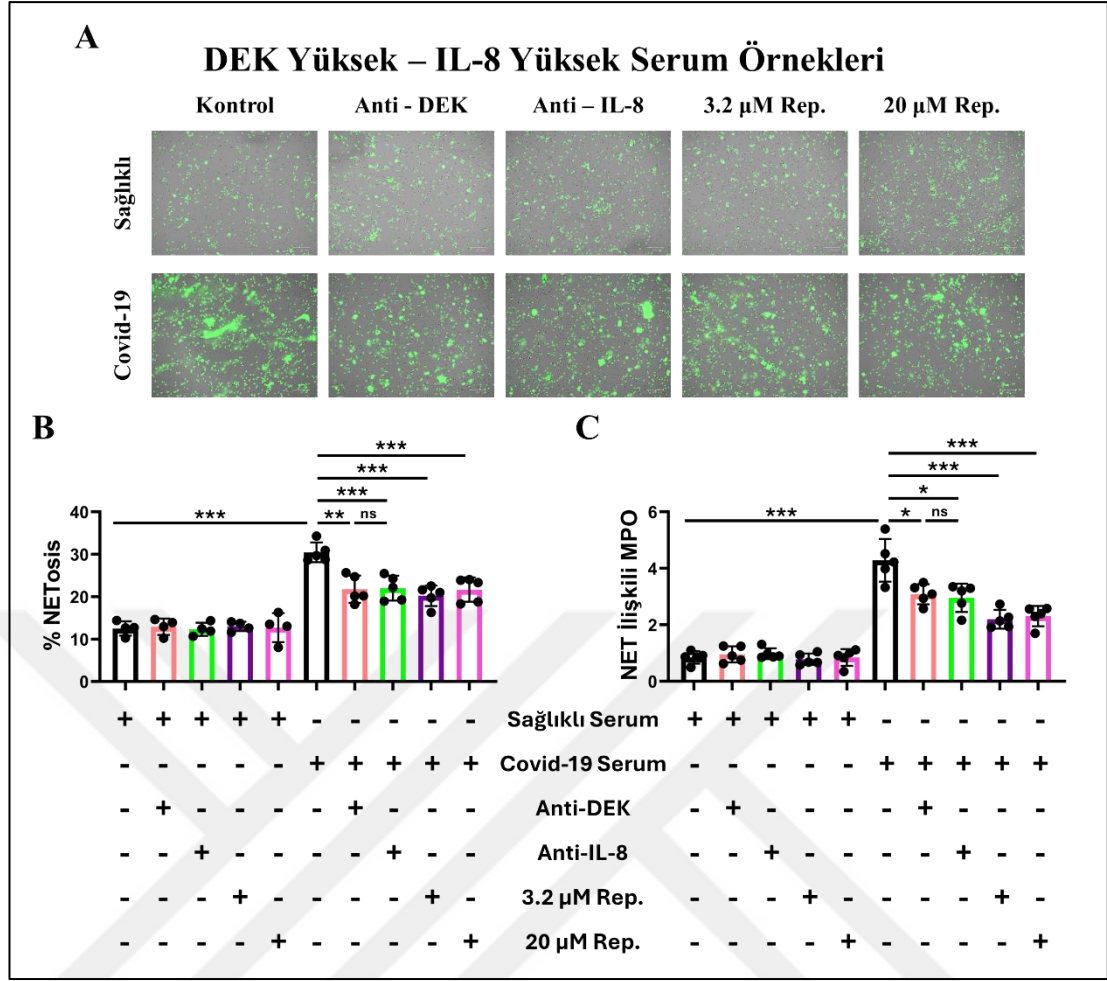 A
DEK Yüksek – IL-8 Yüksek Serum Örnekleri
Kontrol Anti - DEK Anti – IL-8 3.2 µM Rep. 20 µM Rep.
Sağlıklı
Covid-19
B
*** *** *** *** ** ns
% NETosis
40
30
20
10
0
C
*** *** *** * * ns
NET İlişkili MPO
6
4
2
0
+ + + + + - - - - - Sağlıklı Serum + + + + + - - - - -
- - - - - + + + + + Covid-19 Serum - - - - - + + + + +
- + - - - - + - - - Anti-DEK - + - - - - + - - -
- - + - - - - + - - Anti-IL-8 - - + - - - - + - -
- - - + - - - - + - 3.2 µM Rep. - - - + - - - - + -
- - - - + - - - - + 20 µM Rep. - - - - + - - - - +